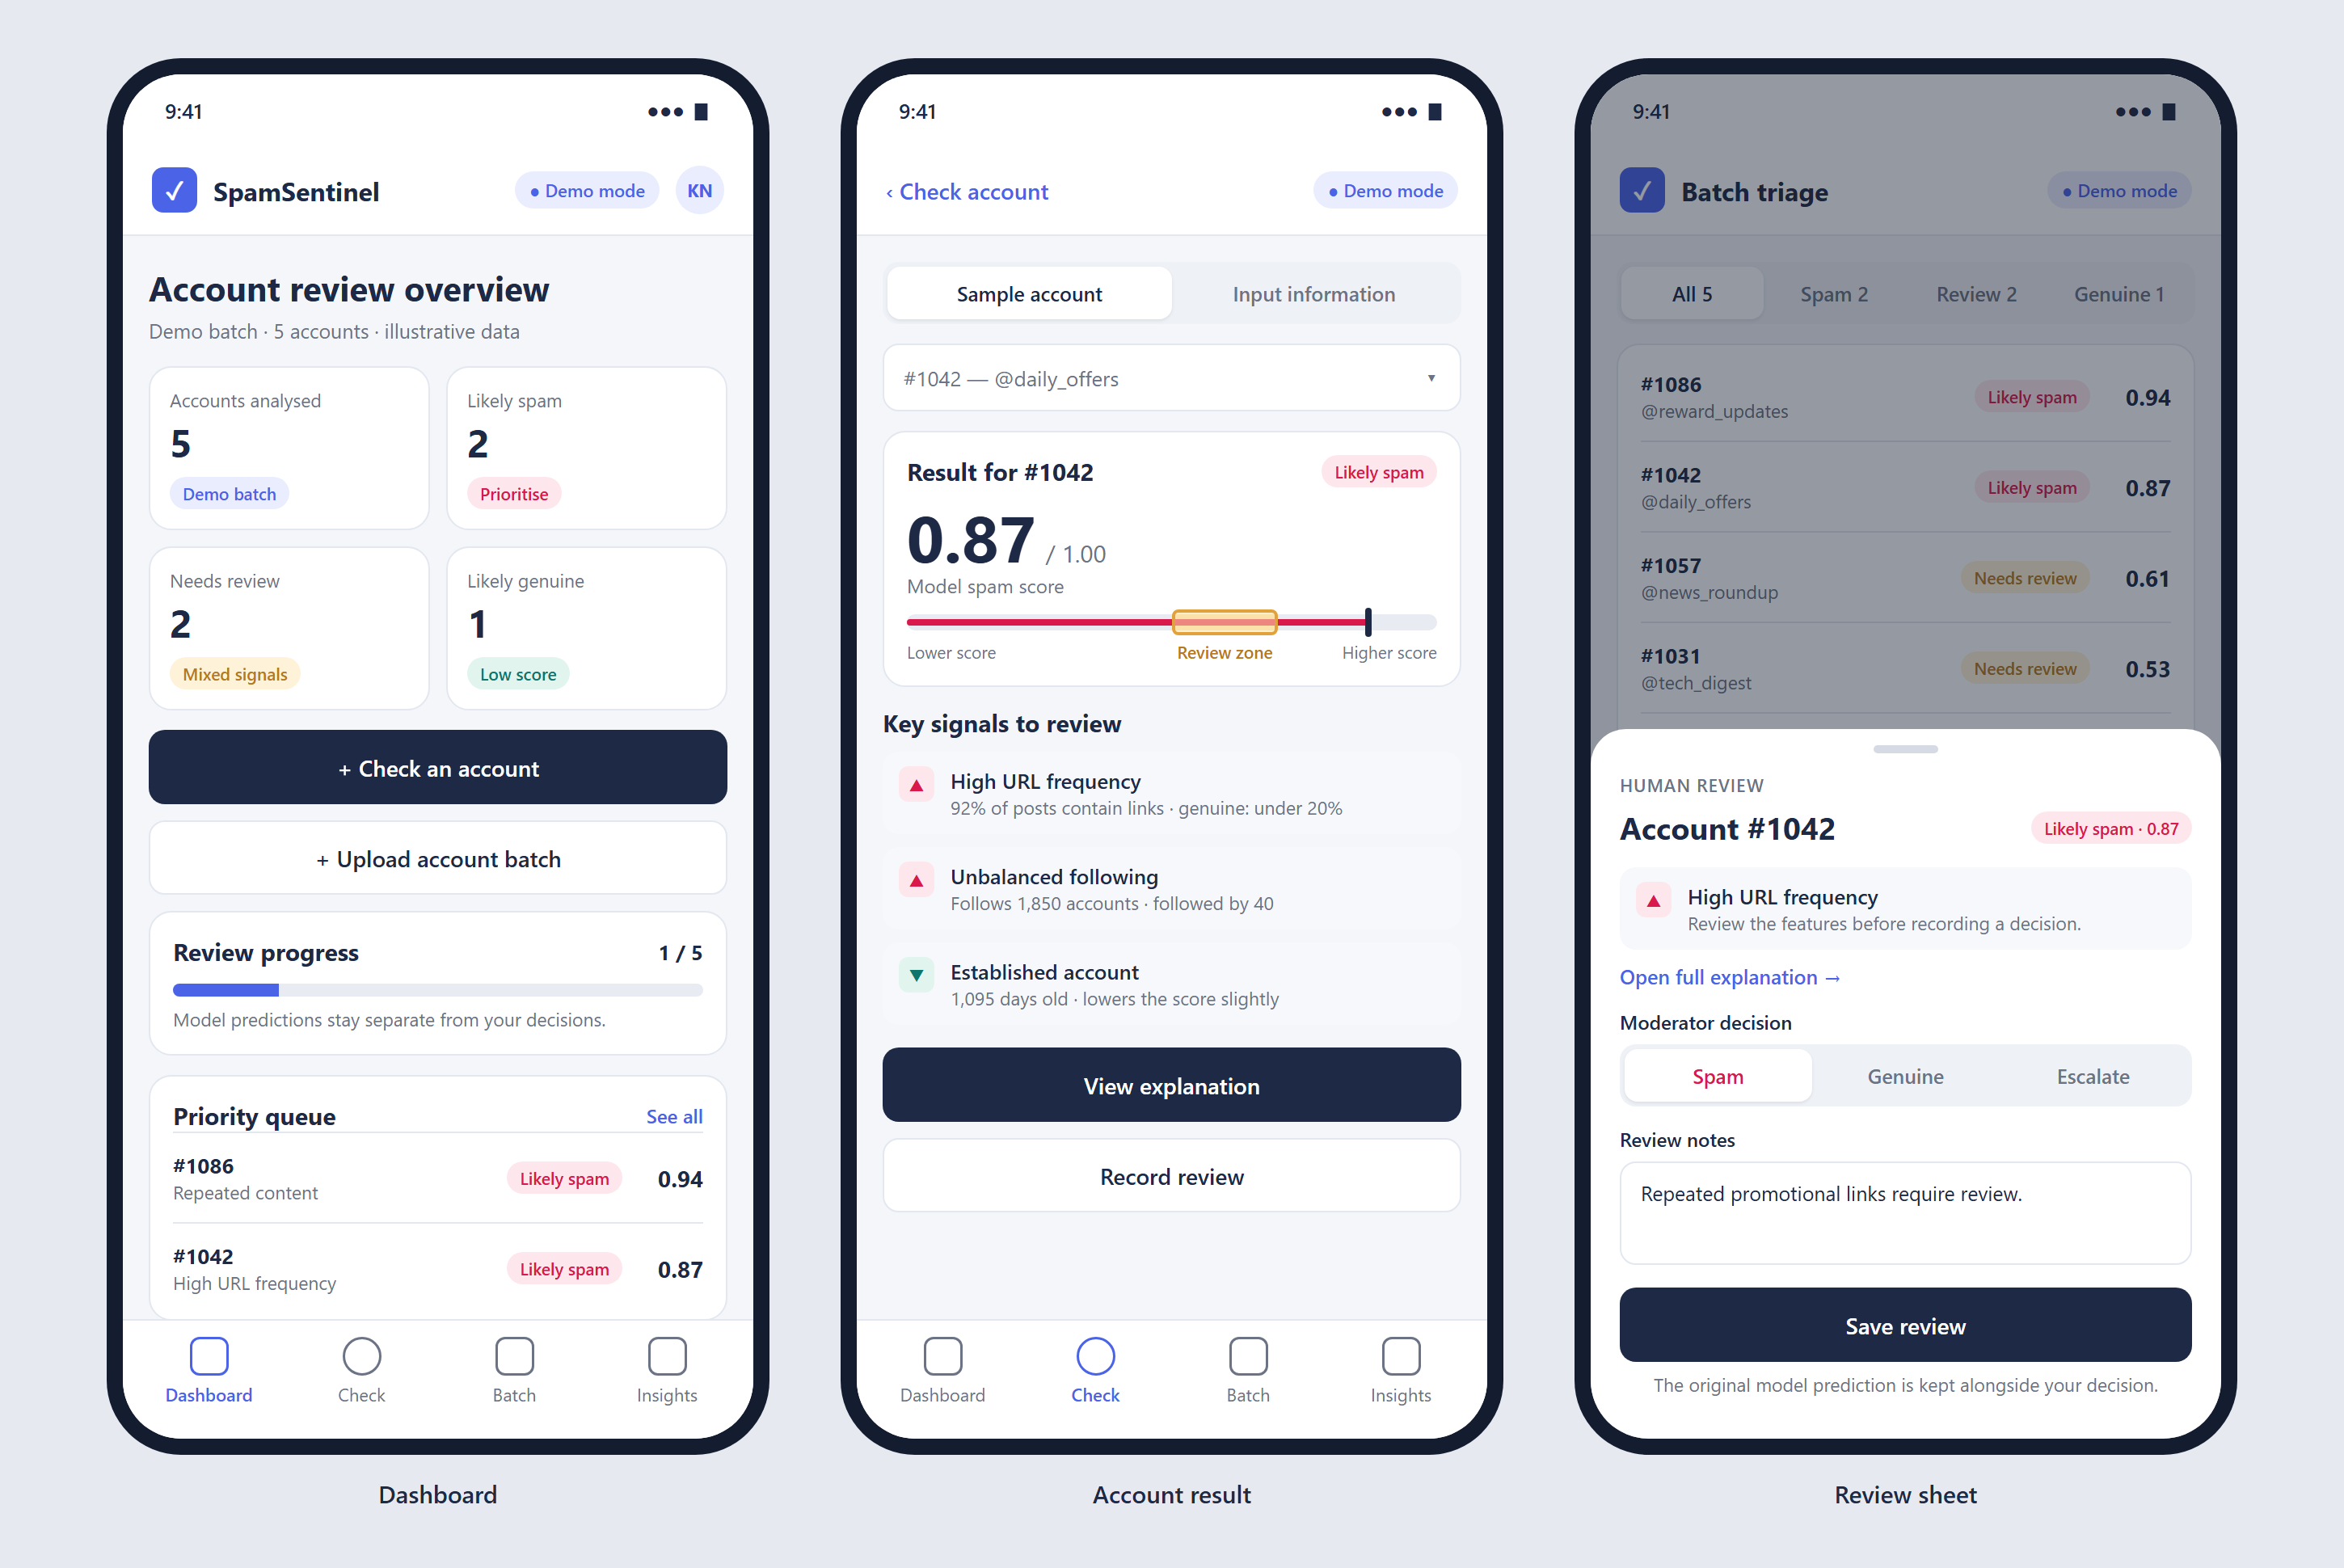 9:41
SpamSentinel
Demo mode
KN
Account review overview
Demo batch · 5 accounts · illustrative data
Accounts analysed
5
Demo batch
Likely spam
2
Prioritise
Needs review
2
Mixed signals
Likely genuine
1
Low score
+ Check an account
+ Upload account batch
Review progress
1 / 5
Model predictions stay separate from your decisions.
Priority queue
See all
#1086
Repeated content
Likely spam
0.94
#1042
High URL frequency
Likely spam
0.87
Dashboard
Check
Batch
Insights
Dashboard
9:41
‹ Check account
Demo mode
Sample account
Input information
#1042 — @daily_offers
Result for #1042
Likely spam
0.87 / 1.00
Model spam score
Lower score
Review zone
Higher score
Key signals to review
High URL frequency
92% of posts contain links · genuine: under 20%
Unbalanced following
Follows 1,850 accounts · followed by 40
Established account
1,095 days old · lowers the score slightly
View explanation
Record review
Dashboard
Check
Batch
Insights
Account result
9:41
Batch triage
Demo mode
All 5
Spam 2
Review 2
Genuine 1
#1086
@reward_updates
Likely spam
0.94
#1042
@daily_offers
Likely spam
0.87
#1057
@news_roundup
Needs review
0.61
#1031
@tech_digest
Needs review
0.53
HUMAN REVIEW
Account #1042
Likely spam · 0.87
High URL frequency
Review the features before recording a decision.
Open full explanation →
Moderator decision
Spam
Genuine
Escalate
Review notes
Repeated promotional links require review.
Save review
The original model prediction is kept alongside your decision.
Review sheet